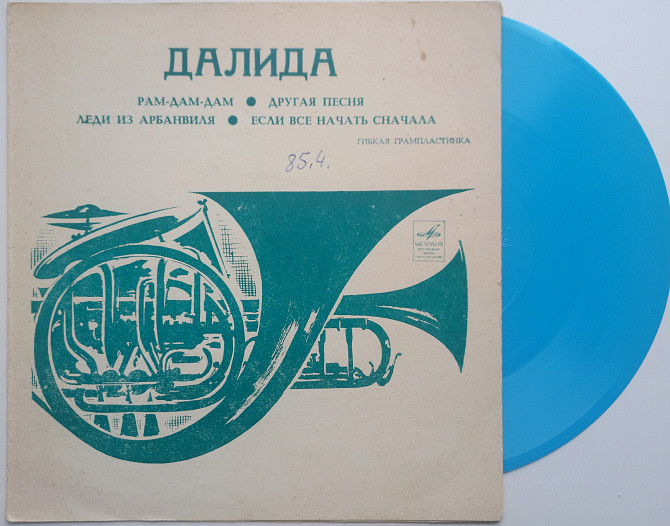 ДАЛИДА
РАМ-ДАМ-ДАМ ● ДРУГАЯ ПЕСНЯ
ЛЕДИ ИЗ АРБАНВИЛЯ ● ЕСЛИ ВСЕ НАЧАТЬ СНАЧАЛА
ГИБКАЯ ГРАМПЛАСТИНКА
85,4.
МЕЛОДИЯ